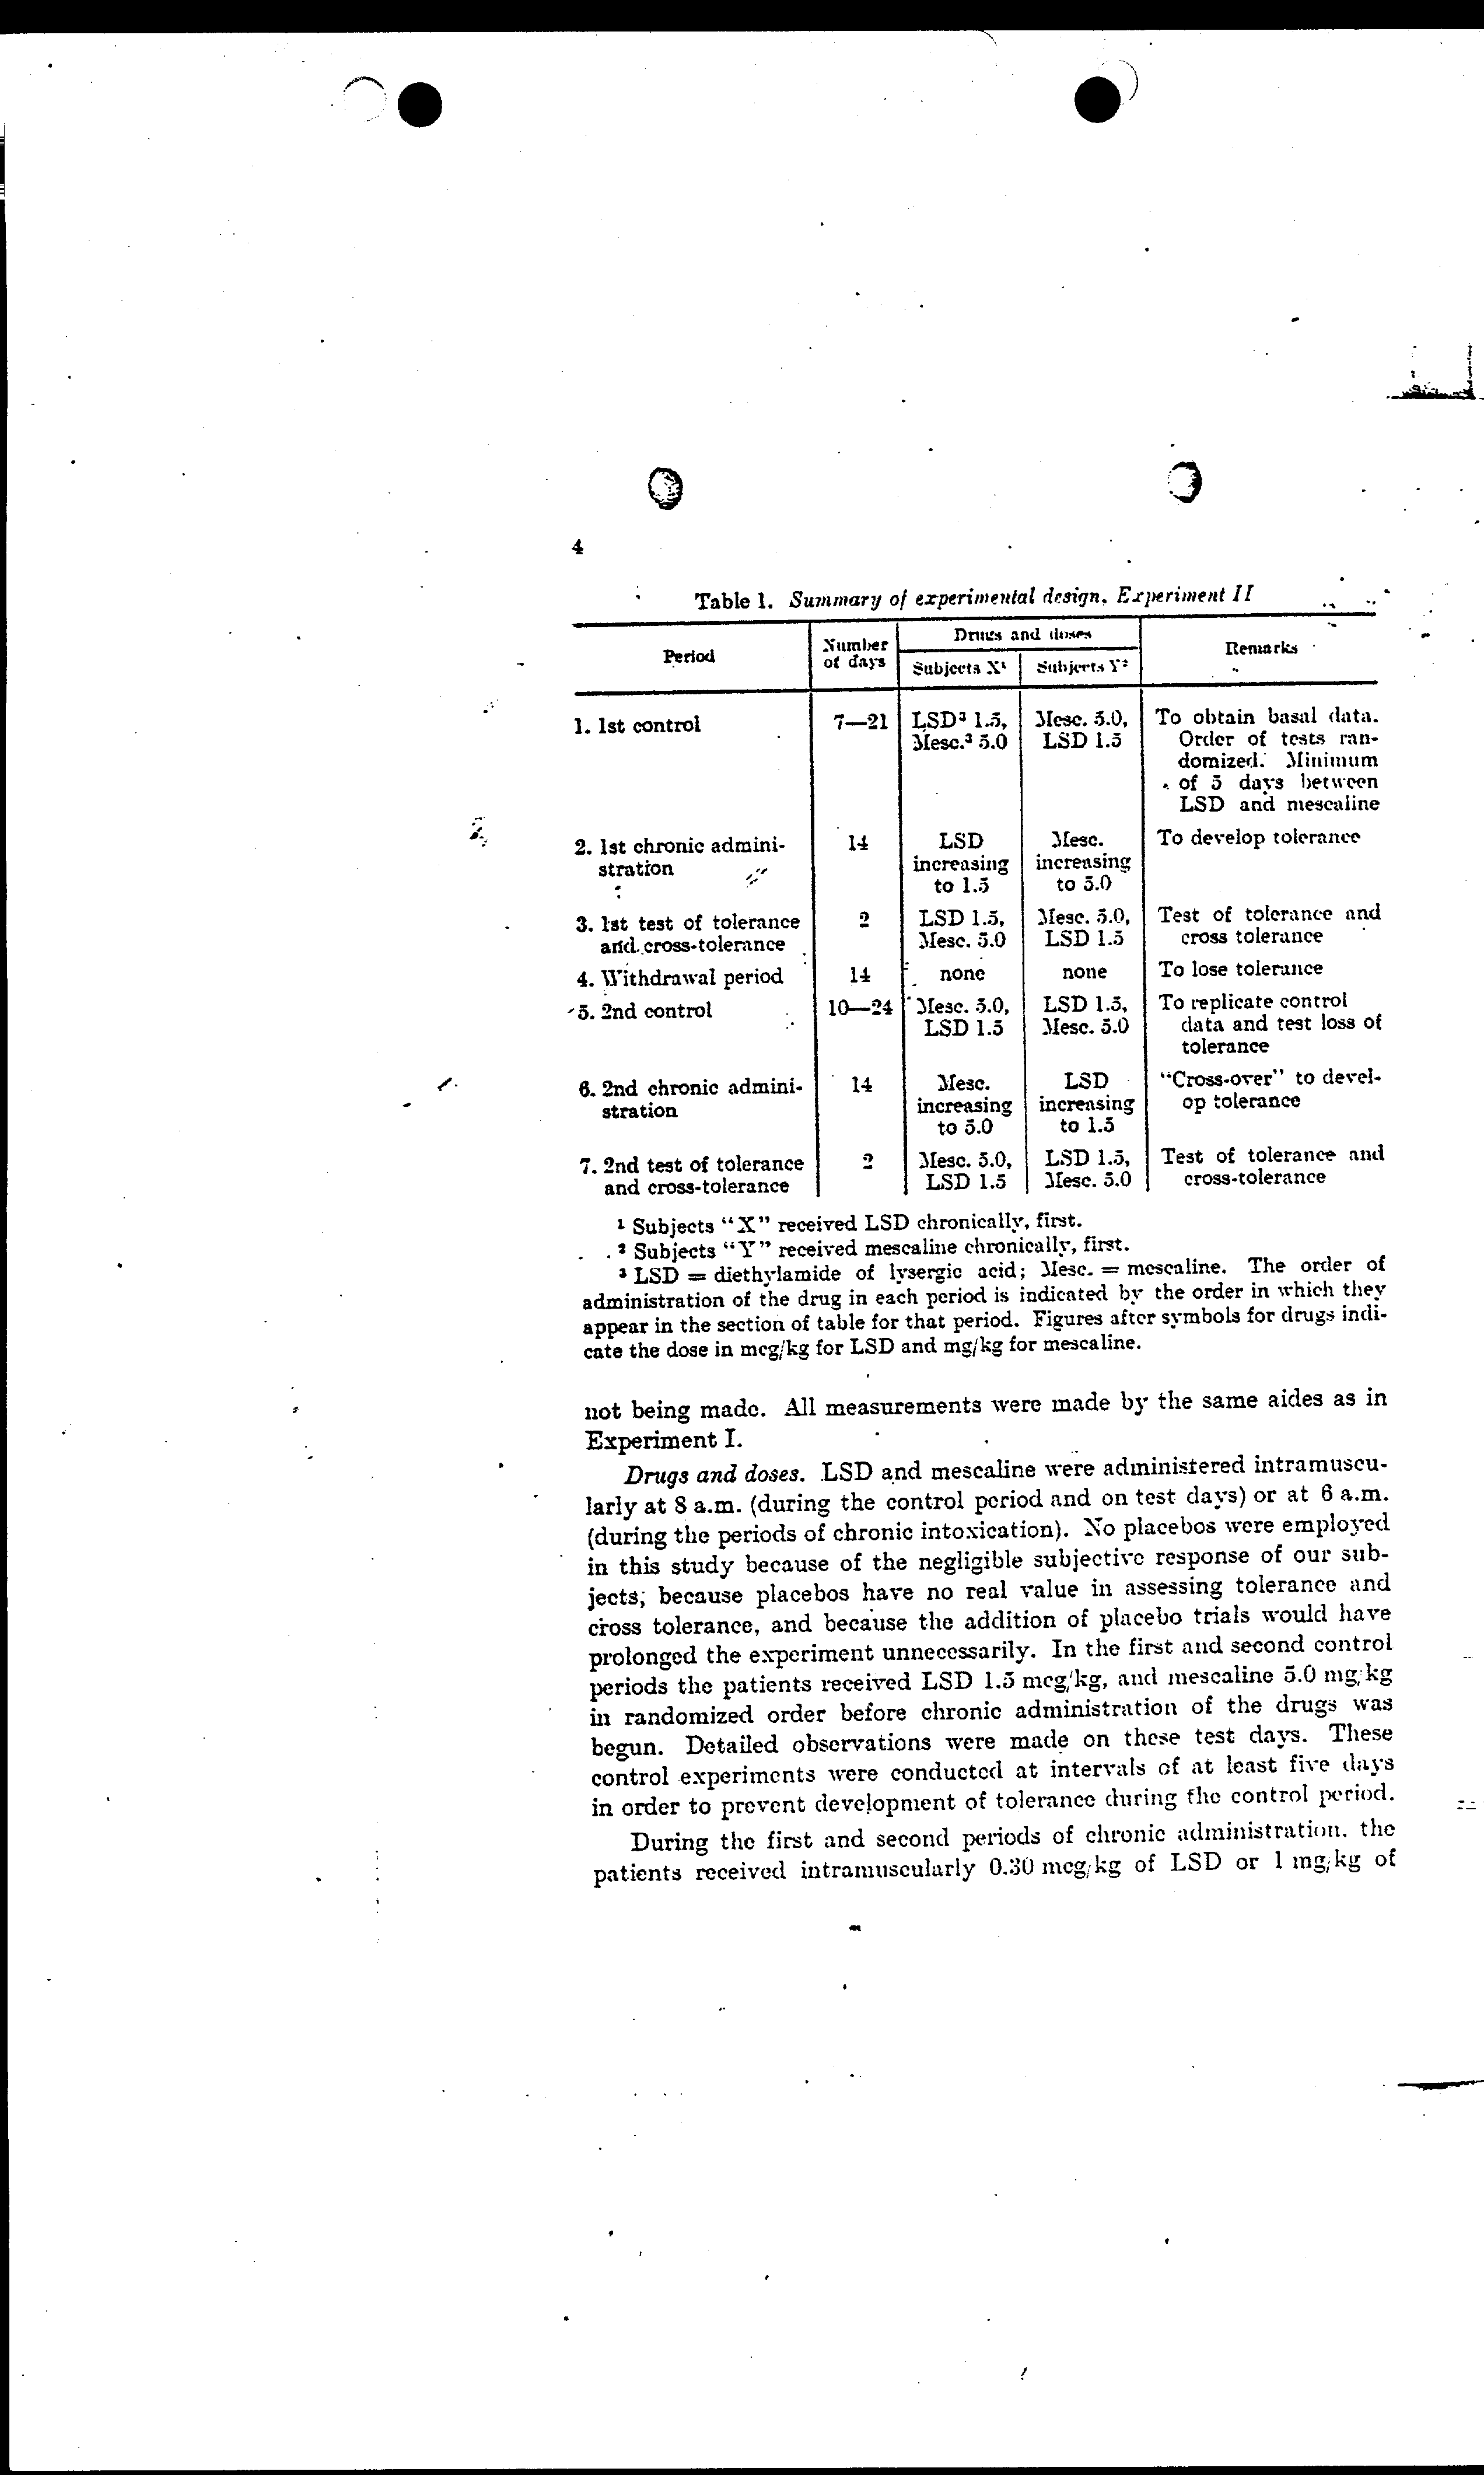 4
Table 1. Summary of experimental design, Experiment II
Period
Number
of days
Drugs and doses
Subjects X¹
Subjects Y²
Remarks
1. 1st control
7—21
LSD³ 1.5,
Mesc.³ 5.0
Mesc. 5.0,
LSD 1.5
To obtain basal data.
Order of tests ran-
domized. Minimum
of 5 days between
LSD and mescaline
2. 1st chronic admini-
stration
14
LSD
increasing
to 1.5
Mesc.
increasing
to 5.0
To develop tolerance
3. 1st test of tolerance
and cross-tolerance
2
LSD 1.5,
Mesc. 5.0
Mesc. 5.0,
LSD 1.5
Test of tolerance and
cross tolerance
4. Withdrawal period
14
none
none
To lose tolerance
5. 2nd control
10—24
Mesc. 5.0,
LSD 1.5
LSD 1.5,
Mesc. 5.0
To replicate control
data and test loss of
tolerance
6. 2nd chronic admini-
stration
14
Mesc.
increasing
to 5.0
LSD
increasing
to 1.5
“Cross-over” to devel-
op tolerance
7. 2nd test of tolerance
and cross-tolerance
2
Mesc. 5.0,
LSD 1.5
LSD 1.5,
Mesc. 5.0
Test of tolerance and
cross-tolerance
¹ Subjects “X” received LSD chronically, first.
² Subjects “Y” received mescaline chronically, first.
³ LSD = diethylamide of lysergic acid; Mesc. = mescaline. The order of
administration of the drug in each period is indicated by the order in which they
appear in the section of table for that period. Figures after symbols for drugs indi-
cate the dose in mcg/kg for LSD and mg/kg for mescaline.
not being made. All measurements were made by the same aides as in
Experiment I.
Drugs and doses. LSD and mescaline were administered intramuscu-
larly at 8 a.m. (during the control period and on test days) or at 6 a.m.
(during the periods of chronic intoxication). No placebos were employed
in this study because of the negligible subjective response of our sub-
jects; because placebos have no real value in assessing tolerance and
cross tolerance, and because the addition of placebo trials would have
prolonged the experiment unnecessarily. In the first and second control
periods the patients received LSD 1.5 mcg/kg, and mescaline 5.0 mg/kg
in randomized order before chronic administration of the drugs was
begun. Detailed observations were made on these test days. These
control experiments were conducted at intervals of at least five days
in order to prevent development of tolerance during the control period.
During the first and second periods of chronic administration, the
patients received intramuscularly 0.30 mcg/kg of LSD or 1 mg/kg of